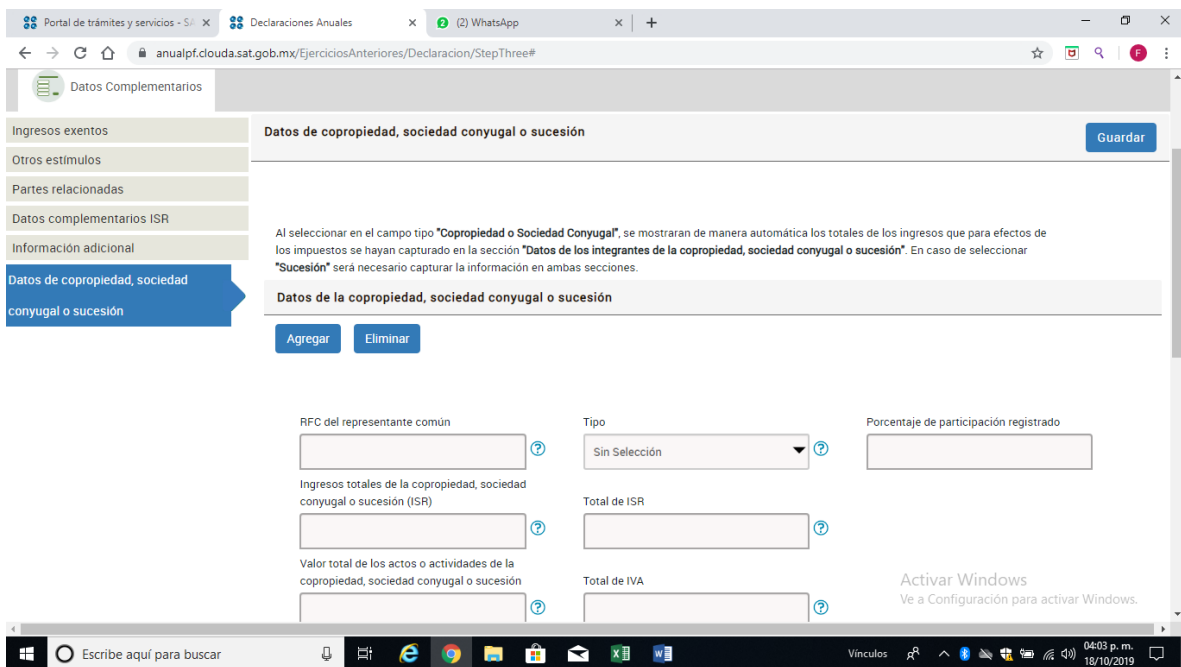 Portal de trámites y servicios - SA
Declaraciones Anuales
(2) WhatsApp
anualpf.clouda.sat.gob.mx/EjerciciosAnteriores/Declaracion/StepThree#
F
Datos Complementarios
Ingresos exentos
Otros estímulos
Partes relacionadas
Datos complementarios ISR
Información adicional
Datos de copropiedad, sociedad
conyugal o sucesión
Datos de copropiedad, sociedad conyugal o sucesión
Guardar
Al seleccionar en el campo tipo "Copropiedad o Sociedad Conyugal", se mostraran de manera automática los totales de los ingresos que para efectos de
los impuestos se hayan capturado en la sección "Datos de los integrantes de la copropiedad, sociedad conyugal o sucesión". En caso de seleccionar
"Sucesión" será necesario capturar la información en ambas secciones.
Datos de la copropiedad, sociedad conyugal o sucesión
Agregar
Eliminar
RFC del representante común
Tipo
Porcentaje de participación registrado
Sin Selección
Ingresos totales de la copropiedad, sociedad
conyugal o sucesión (ISR)
Total de ISR
Valor total de los actos o actividades de la
copropiedad, sociedad conyugal o sucesión
Total de IVA
Activar Windows
Ve a Configuración para activar Windows.
Escribe aquí para buscar
Vínculos
04:03 p. m.
18/10/2019